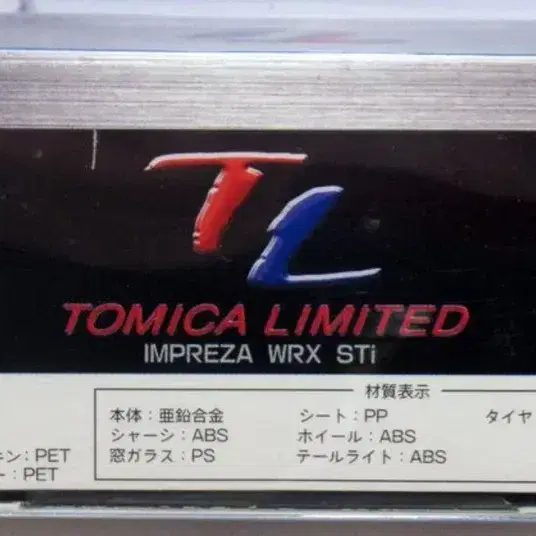 TL
TOMICA LIMITED
IMPREZA WRX STi
材質表示
本体：亜鉛合金 シート：PP タイヤ
シャーシ：ABS ホイール：ABS
窓ガラス：PS テールライト：ABS
キン：PET
ー：PET